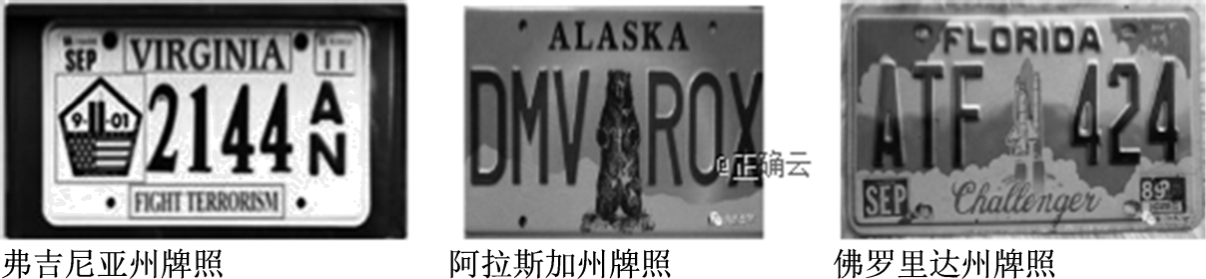 VIRGINIA
SEP
11
9-11-01
2144
AN
FIGHT TERRORISM
ALASKA
DMV ROX
@正确云
FLORIDA
ATF 424
SEP
Challenger
89
弗吉尼亚州牌照
阿拉斯加州牌照
佛罗里达州牌照